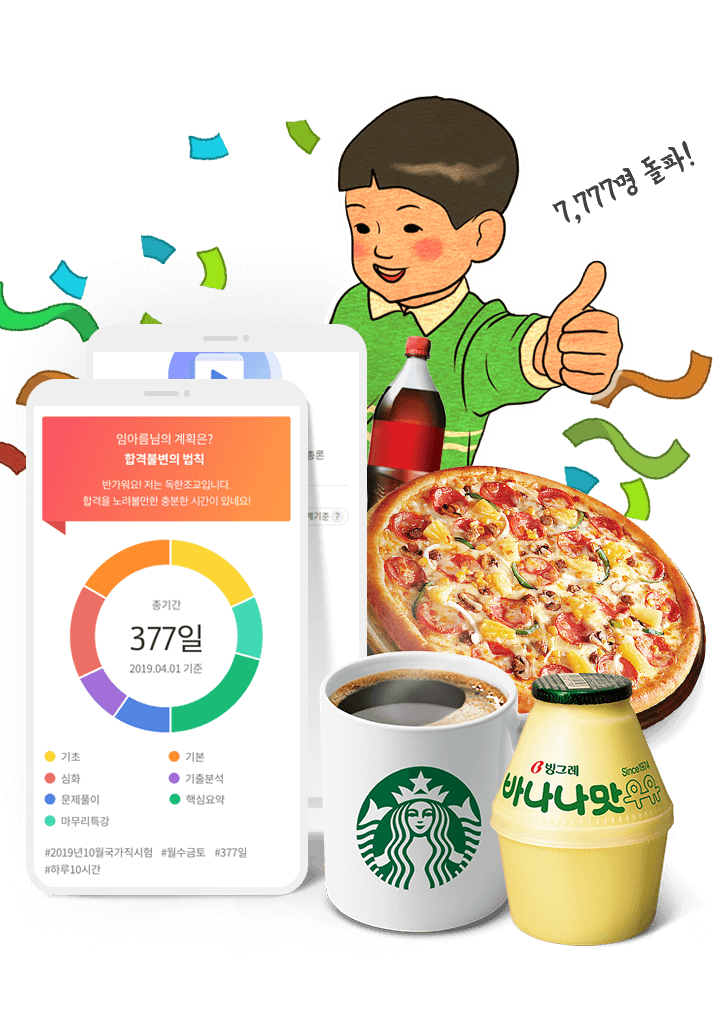 7,777명 돌파!
총론
계기준 ?
임아름님의 계획은?
합격불변의 법칙
반가워요! 저는 독한조교입니다.
합격을 노려볼만한 충분한 시간이 있네요!
총기간
377일
2019.04.01 기준
기초
기본
심화
기출분석
문제풀이
핵심요약
마무리특강
#2019년10월국가직시험 #월수금토 #377일
#하루10시간
빙그레
Since1974
바나나맛우유